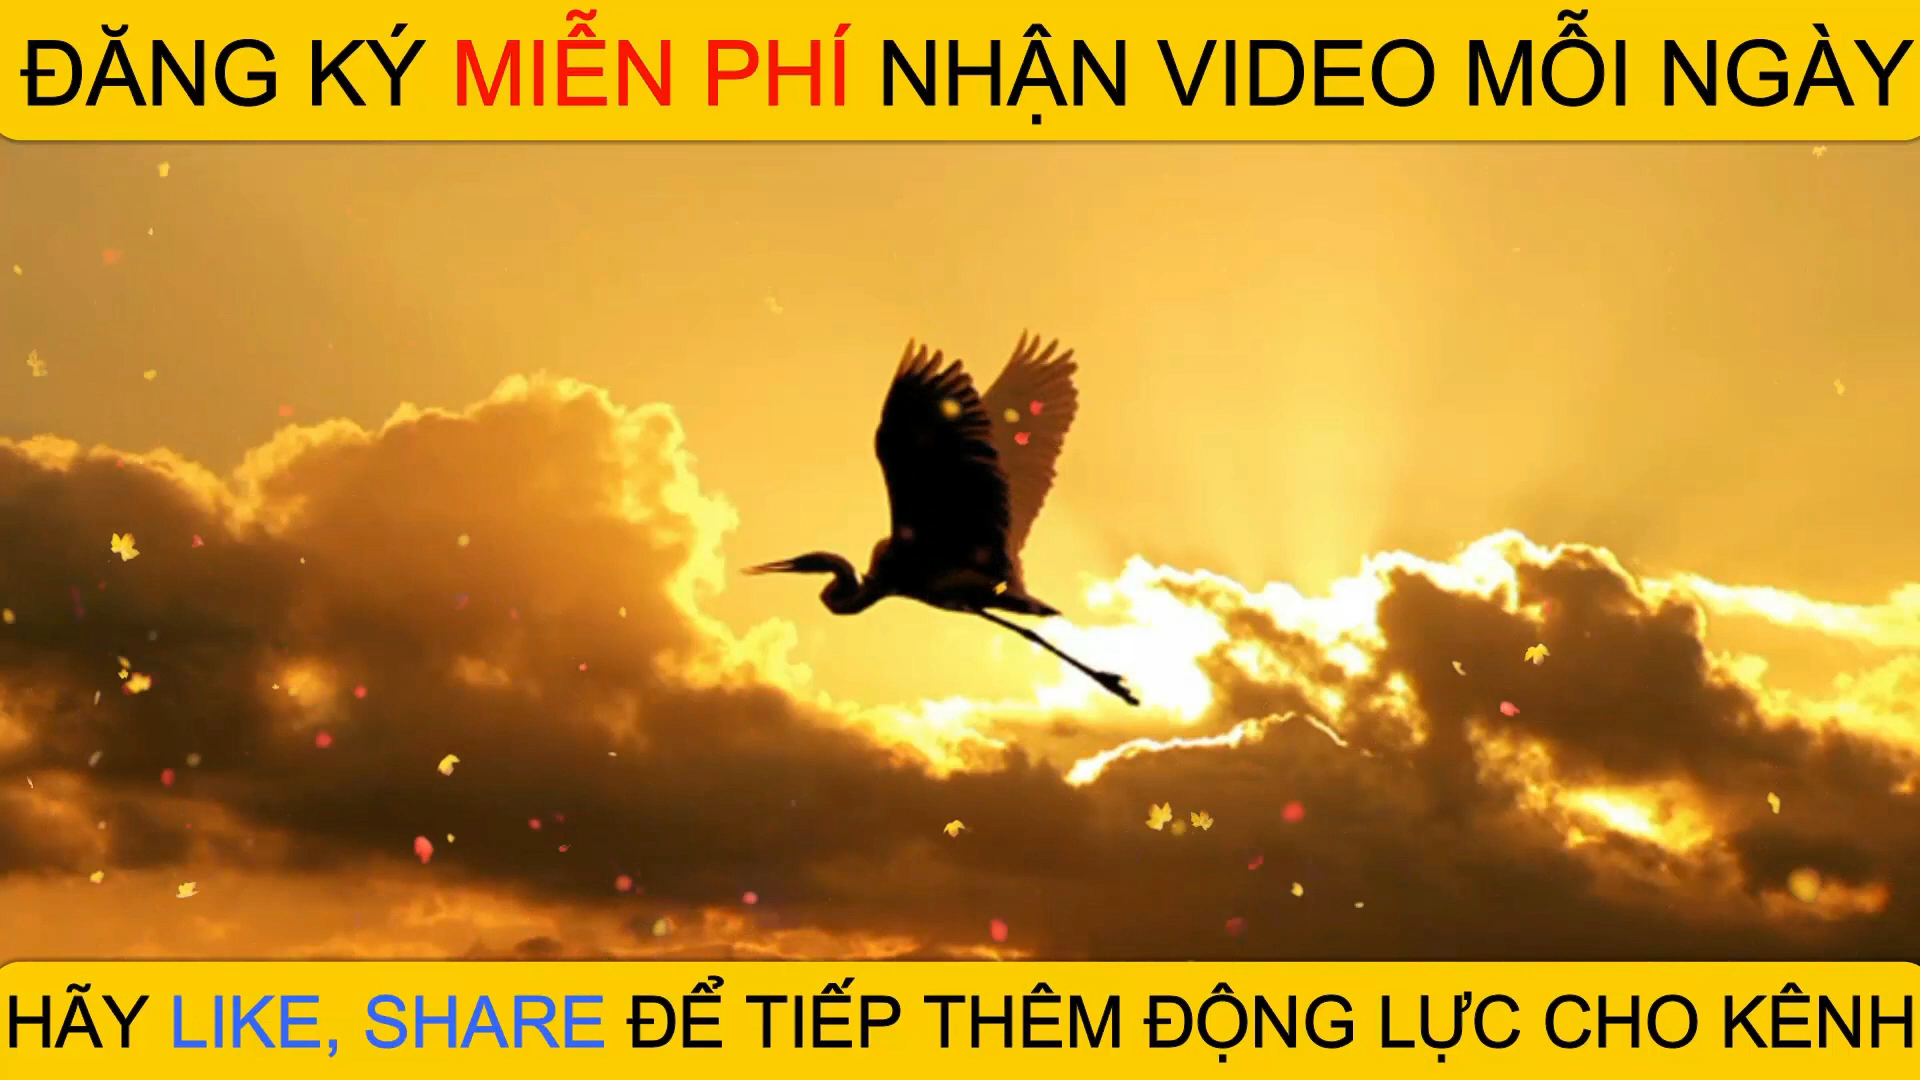 ĐĂNG KÝ MIỄN PHÍ NHẬN VIDEO MỖI NGÀY
HÃY LIKE, SHARE ĐỂ TIẾP THÊM ĐỘNG LỰC CHO KÊNH